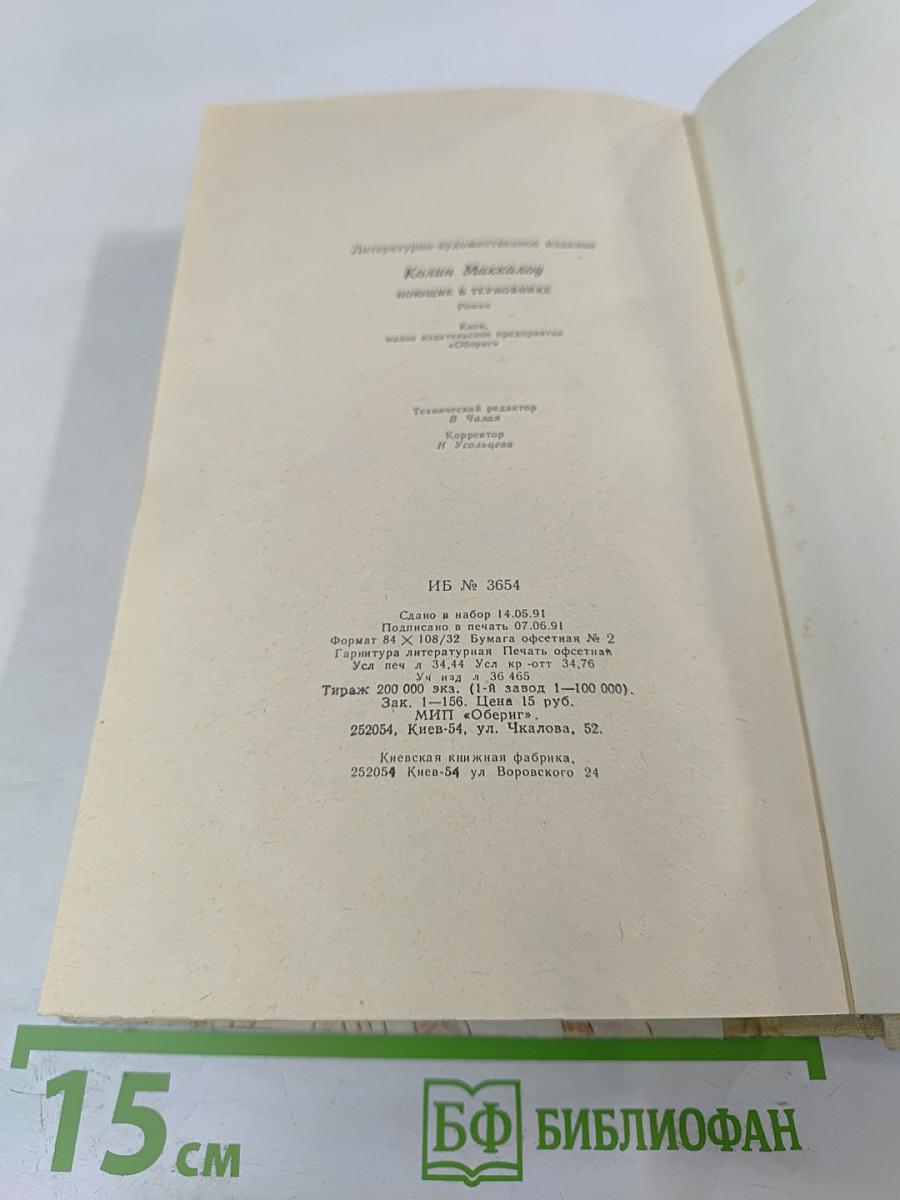 Литературно-художественное издание
Колин Маккалоу
ПОЮЩИЕ В ТЕРНОВНИКЕ
Роман
Киев,
малое издательское предприятие
«Обериг»
Технический редактор
В Чалая
Корректор
Н Усольцева
ИБ № 3654
Сдано в набор 14.05.91
Подписано в печать 07.06.91
Формат 84 × 108/32 Бумага офсетная № 2
Гарнитура литературная Печать офсетная
Усл печ л 34,44 Усл кр-отт 34,76
Уч изд л 36 465
Тираж 200 000 экз. (1-й завод 1—100 000).
Зак. 1—156. Цена 15 руб.
МИП «Обериг».
252054, Киев-54, ул. Чкалова, 52.
Киевская книжная фабрика,
252054 Киев-54 ул Воровского 24
15 см
БФ БИБЛИОФАН